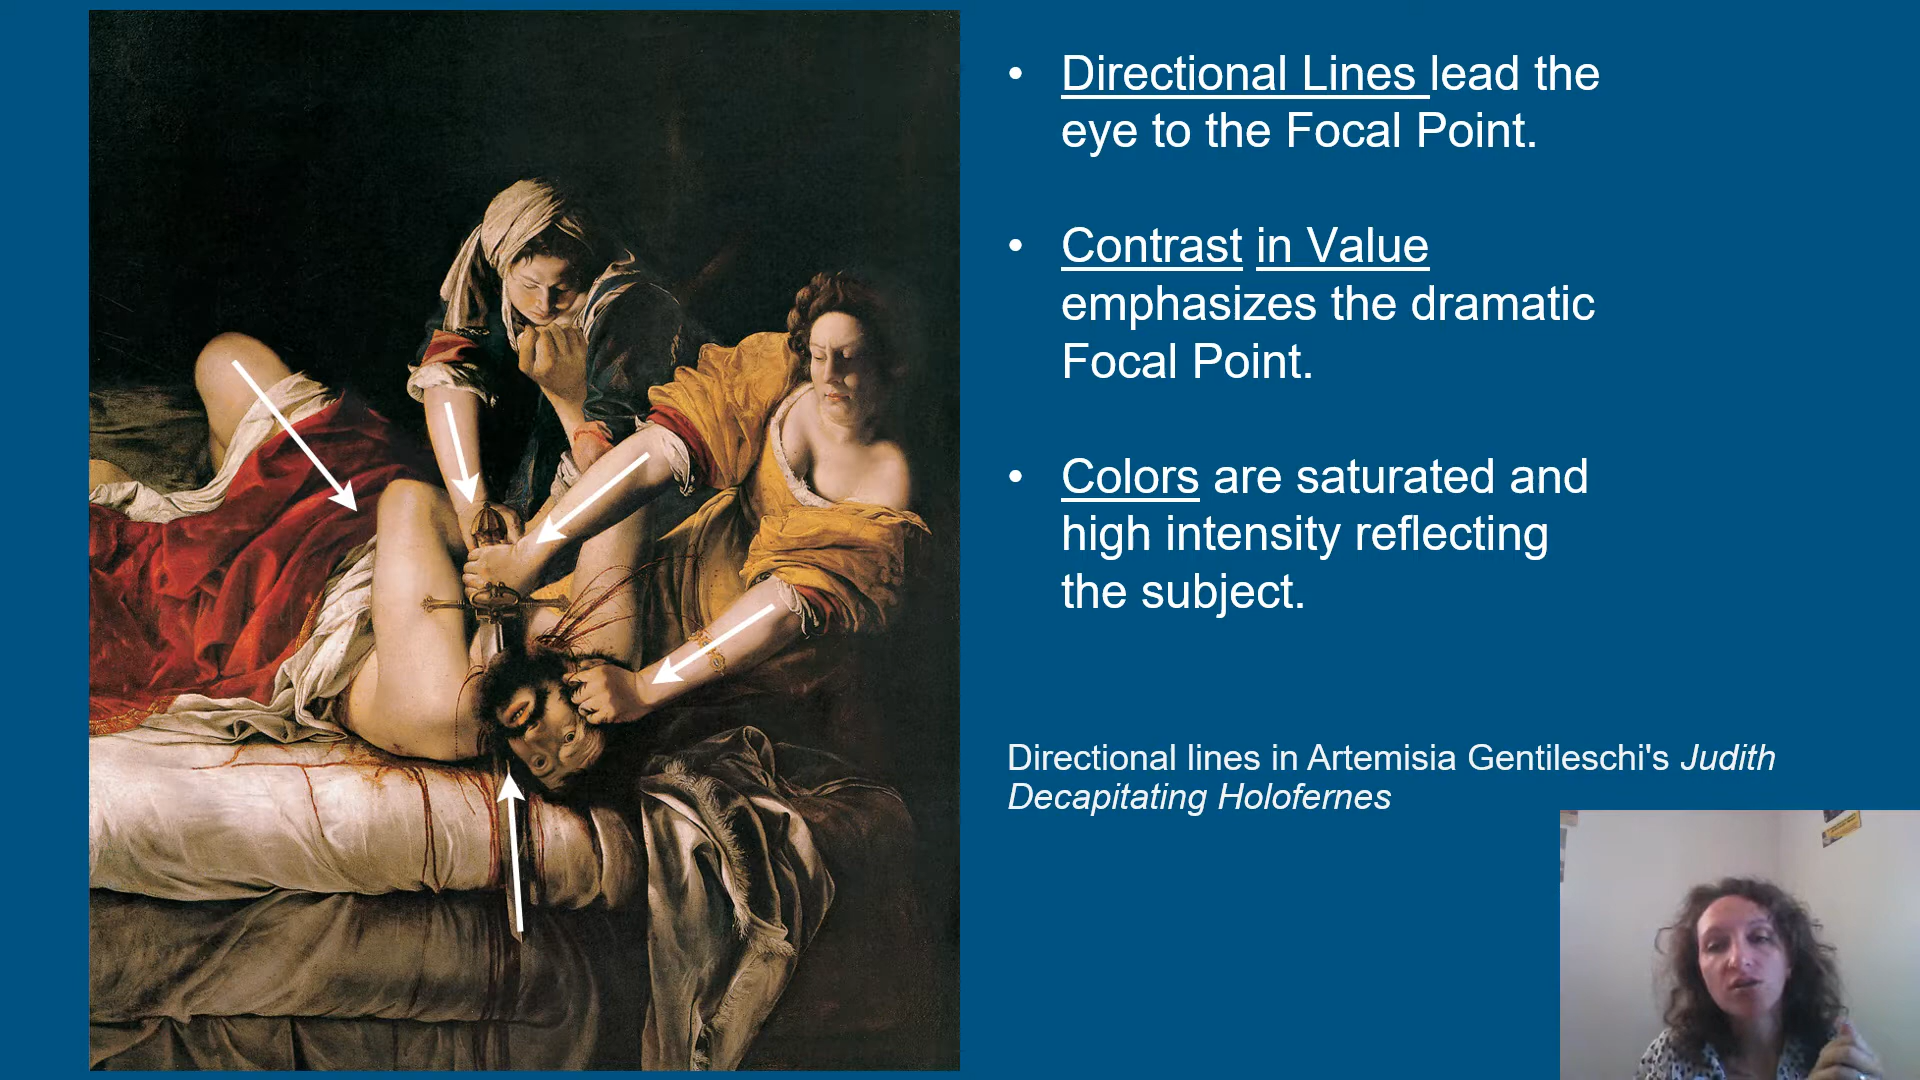 • Directional Lines lead the
eye to the Focal Point.
• Contrast in Value
emphasizes the dramatic
Focal Point.
• Colors are saturated and
high intensity reflecting
the subject.
Directional lines in Artemisia Gentileschi's Judith
Decapitating Holofernes